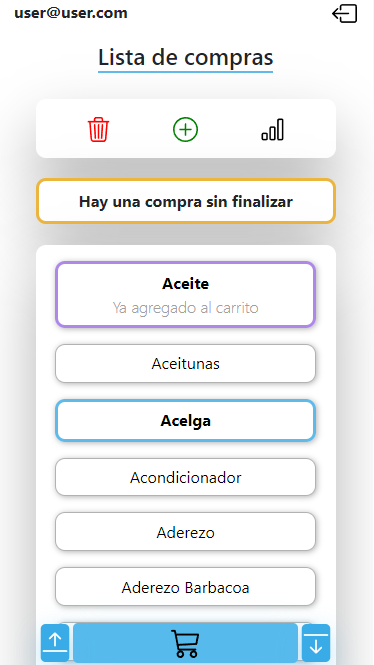 user@user.com
Lista de compras
Hay una compra sin finalizar
Aceite
Ya agregado al carrito
Aceitunas
Acelga
Acondicionador
Aderezo
Aderezo Barbacoa